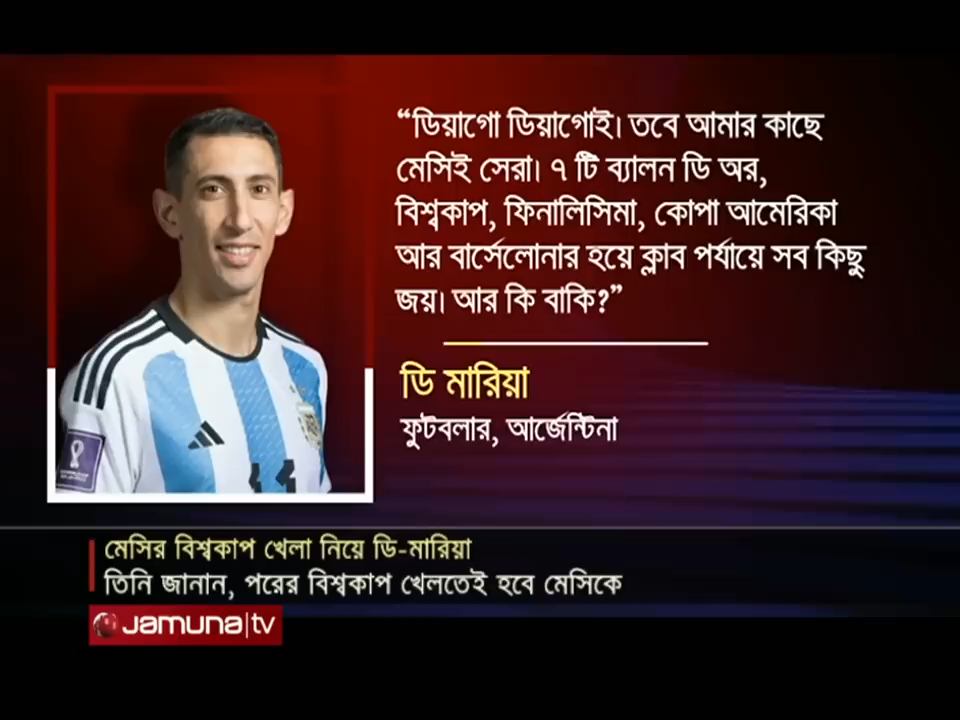 “ডিয়াগো ডিয়াগোই। তবে আমার কাছে
মেসিই সেরা। ৭ টি ব্যালন ডি অর,
বিশ্বকাপ, ফিনালিসিমা, কোপা আমেরিকা
আর বার্সেলোনার হয়ে ক্লাব পর্যায়ে সব কিছু
জয়। আর কি বাকি?”
ডি মারিয়া
ফুটবলার, আর্জেন্টিনা
মেসির বিশ্বকাপ খেলা নিয়ে ডি-মারিয়া
তিনি জানান, পরের বিশ্বকাপ খেলতেই হবে মেসিকে
Jamuna|tv